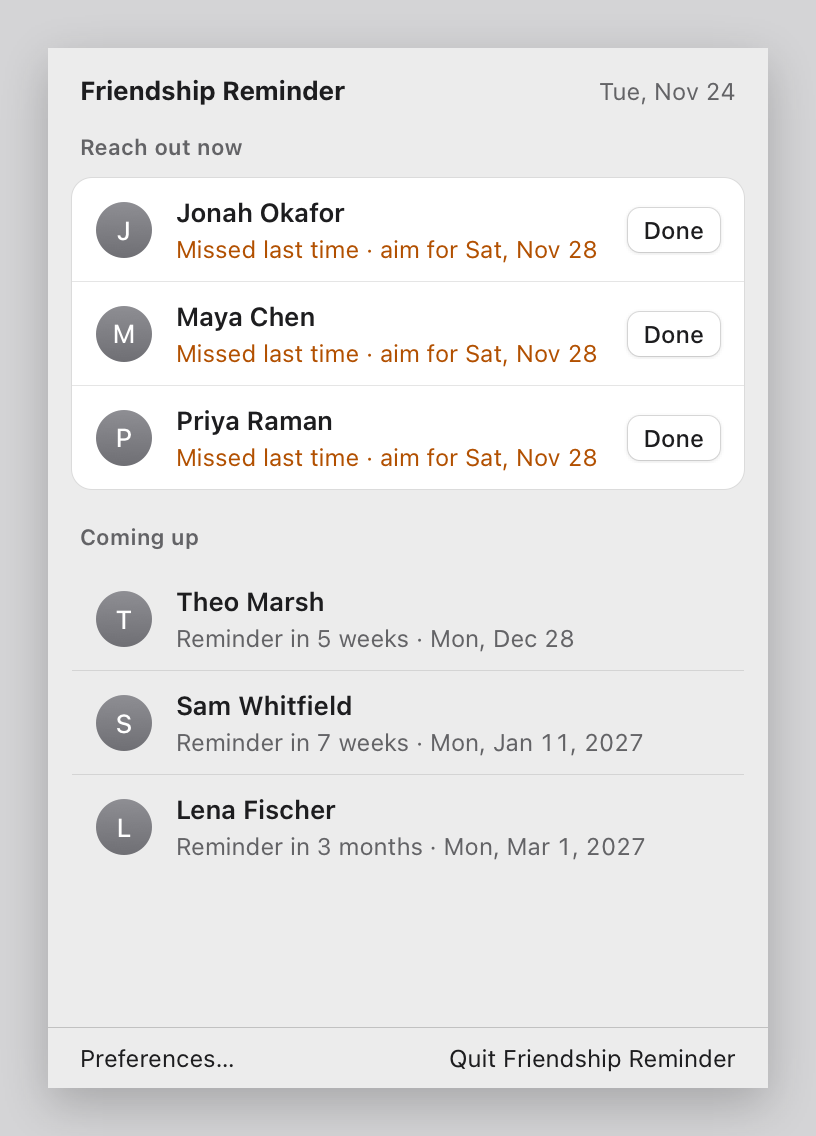 Friendship Reminder
Tue, Nov 24
Reach out now
J
Jonah Okafor
Missed last time · aim for Sat, Nov 28
Done
M
Maya Chen
Missed last time · aim for Sat, Nov 28
Done
P
Priya Raman
Missed last time · aim for Sat, Nov 28
Done
Coming up
T
Theo Marsh
Reminder in 5 weeks · Mon, Dec 28
S
Sam Whitfield
Reminder in 7 weeks · Mon, Jan 11, 2027
L
Lena Fischer
Reminder in 3 months · Mon, Mar 1, 2027
Preferences...
Quit Friendship Reminder